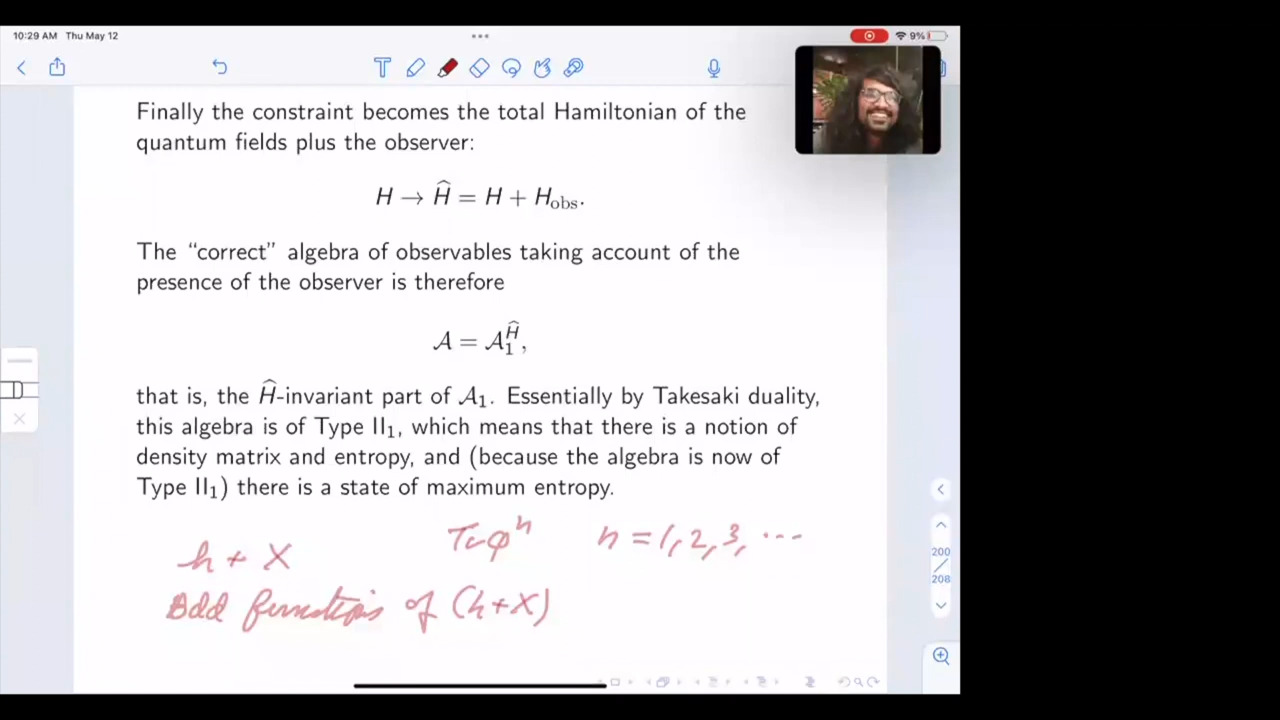 10:29 AM Thu May 12
9%
Finally the constraint becomes the total Hamiltonian of the
quantum fields plus the observer:
H → Ĥ = H + H_obs.
The “correct” algebra of observables taking account of the
presence of the observer is therefore
𝒜 = 𝒜₁^Ĥ,
that is, the Ĥ-invariant part of 𝒜₁. Essentially by Takesaki duality,
this algebra is of Type II₁, which means that there is a notion of
density matrix and entropy, and (because the algebra is now of
Type II₁) there is a state of maximum entropy.
Tr φⁿ n = 1, 2, 3, ...
h + X
Bdd functions of (h+X)
200
208